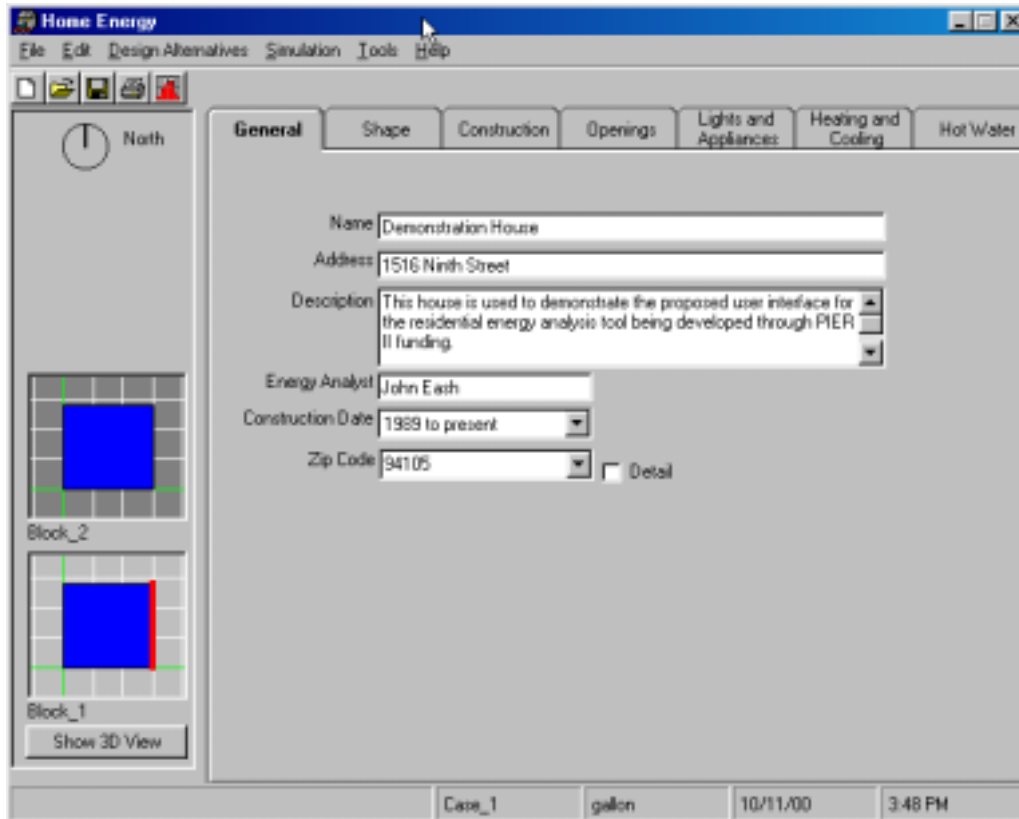 Home Energy
File Edit Design Alternatives Simulation Tools Help
North
General Shape Construction Openings Lights and Appliances Heating and Cooling Hot Water
Name Demonstration House
Address 1516 Ninth Street
Description This house is used to demonstrate the proposed user interface for
the residential energy analysis tool being developed through PIER
II funding.
Energy Analyst John Eash
Construction Date 1989 to present
Zip Code 94105 Detail
Block_2
Block_1
Show 3D View
Case_1 gallon 10/11/00 3:48 PM